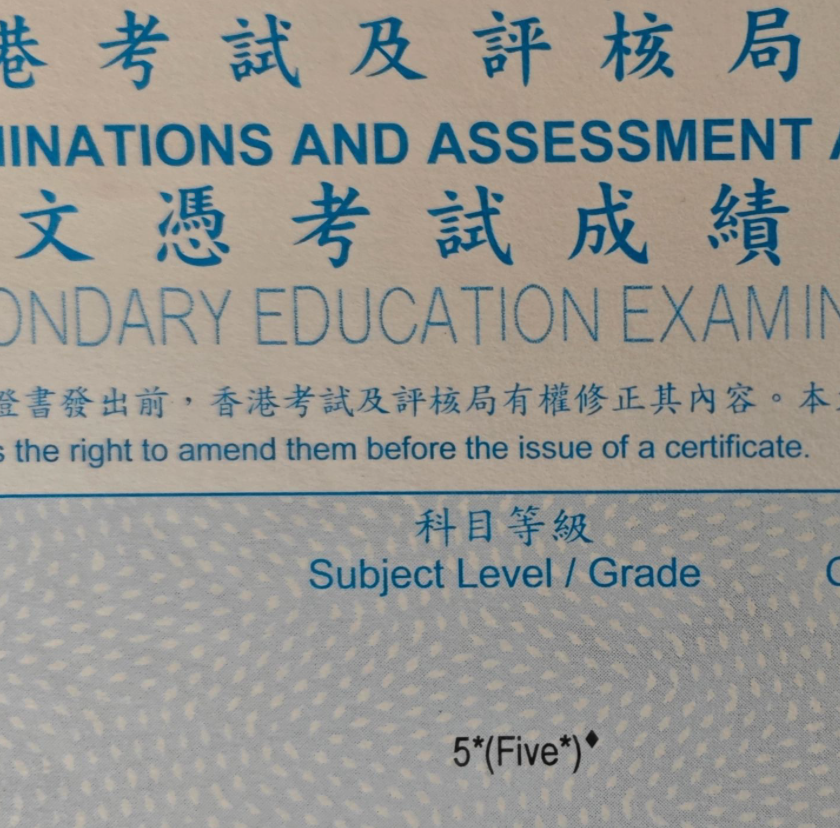 港考試及評核局
INATIONS AND ASSESSMENT
文憑考試成績
ONDARY EDUCATION EXAMIN
證書發出前，香港考試及評核局有權修正其內容。本
s the right to amend them before the issue of a certificate.
科目等級
Subject Level / Grade
5*(Five*)♦